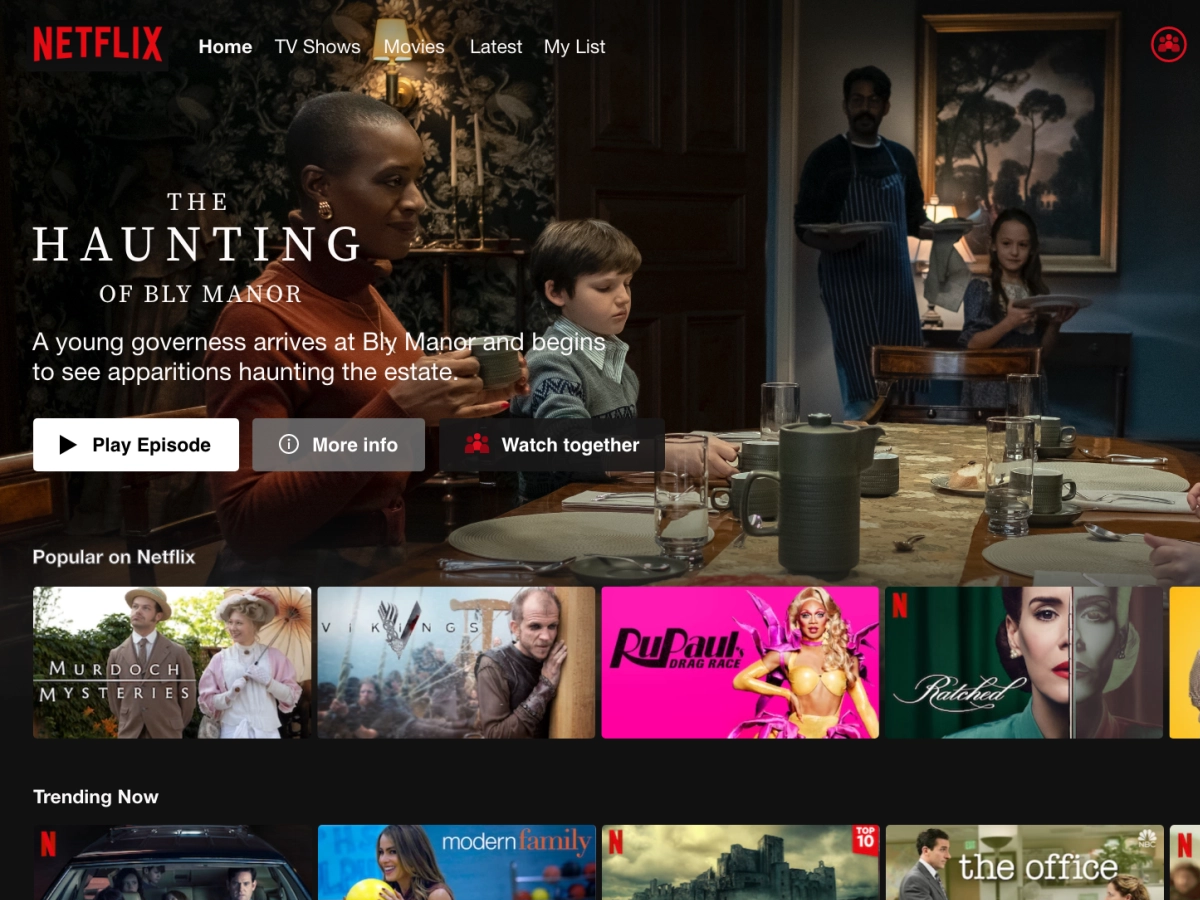 NETFLIX
Home TV Shows Movies Latest My List
THE
HAUNTING
OF BLY MANOR
A young governess arrives at Bly Manor and begins
to see apparitions haunting the estate.
Play Episode More info Watch together
Popular on Netflix
MURDOCH
MYSTERIES
VIKINGS
RuPaul's
DRAG RACE
N
Ratched
Trending Now
N
modern family
N
TOP
10
the office
NBC
N